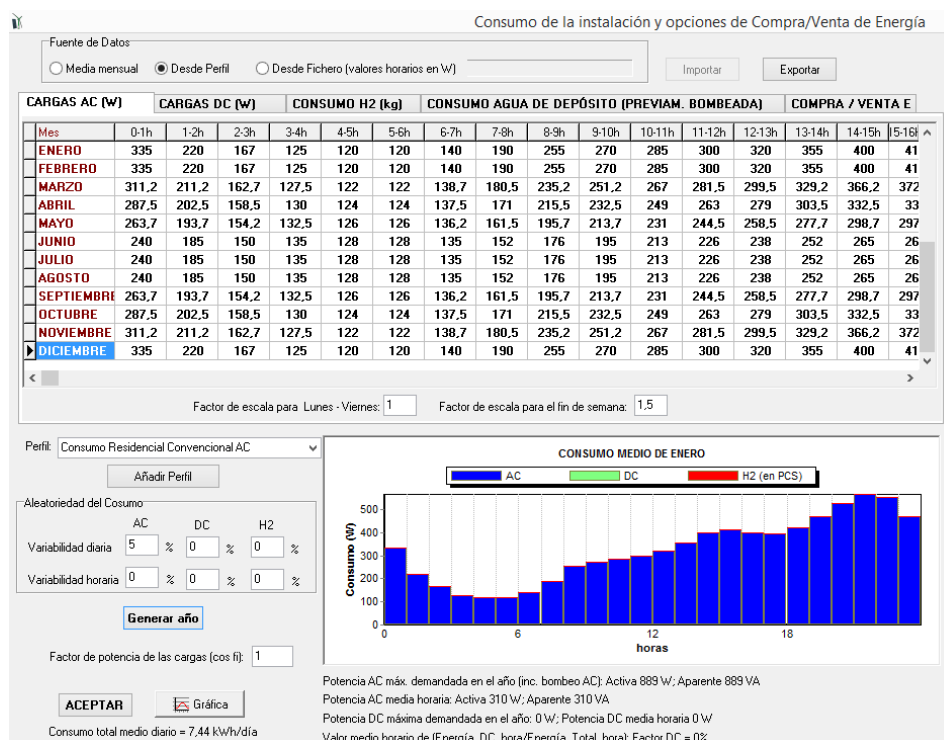 Consumo de la instalación y opciones de Compra/Venta de Energía
Fuente de Datos
Media mensual Desde Perfil Desde Fichero (valores horarios en W) Importar Exportar
CARGAS AC (W) CARGAS DC (W) CONSUMO H2 (kg) CONSUMO AGUA DE DEPÓSITO (PREVIAM. BOMBEADA) COMPRA / VENTA E
Mes 0-1h 1-2h 2-3h 3-4h 4-5h 5-6h 6-7h 7-8h 8-9h 9-10h 10-11h 11-12h 12-13h 13-14h 14-15h 15-16h
ENERO 335 220 167 125 120 120 140 190 255 270 285 300 320 355 400 41
FEBRERO 335 220 167 125 120 120 140 190 255 270 285 300 320 355 400 41
MARZO 311,2 211,2 162,7 127,5 122 122 138,7 180,5 235,2 251,2 267 281,5 299,5 329,2 366,2 372
ABRIL 287,5 202,5 158,5 130 124 124 137,5 171 215,5 232,5 249 263 279 303,5 332,5 33
MAYO 263,7 193,7 154,2 132,5 126 126 136,2 161,5 195,7 213,7 231 244,5 258,5 277,7 298,7 297
JUNIO 240 185 150 135 128 128 135 152 176 195 213 226 238 252 265 26
JULIO 240 185 150 135 128 128 135 152 176 195 213 226 238 252 265 26
AGOSTO 240 185 150 135 128 128 135 152 176 195 213 226 238 252 265 26
SEPTIEMBRE 263,7 193,7 154,2 132,5 126 126 136,2 161,5 195,7 213,7 231 244,5 258,5 277,7 298,7 297
OCTUBRE 287,5 202,5 158,5 130 124 124 137,5 171 215,5 232,5 249 263 279 303,5 332,5 33
NOVIEMBRE 311,2 211,2 162,7 127,5 122 122 138,7 180,5 235,2 251,2 267 281,5 299,5 329,2 366,2 372
DICIEMBRE 335 220 167 125 120 120 140 190 255 270 285 300 320 355 400 41
Factor de escala para Lunes - Viernes: 1 Factor de escala para el fin de semana: 1,5
Perfil: Consumo Residencial Convencional AC
Añadir Perfil
Aleatoriedad del Cosumo
AC DC H2
Variabilidad diaria 5 % 0 % 0 %
Variabilidad horaria 0 % 0 % 0 %
Generar año
Factor de potencia de las cargas (cos fi): 1
ACEPTAR Gráfica
Consumo total medio diario = 7,44 kWh/día
CONSUMO MEDIO DE ENERO
AC DC H2 (en PCS)
Consumo (W)
500
400
300
200
100
0
0 6 12 18
horas
Potencia AC máx. demandada en el año (inc. bombeo AC): Activa 889 W; Aparente 889 VA
Potencia AC media horaria: Activa 310 W; Aparente 310 VA
Potencia DC máxima demandada en el año: 0 W; Potencia DC media horaria 0 W
Valor medio horario de (Energía_DC_hora/Energía_Total_hora): Factor DC = 0%